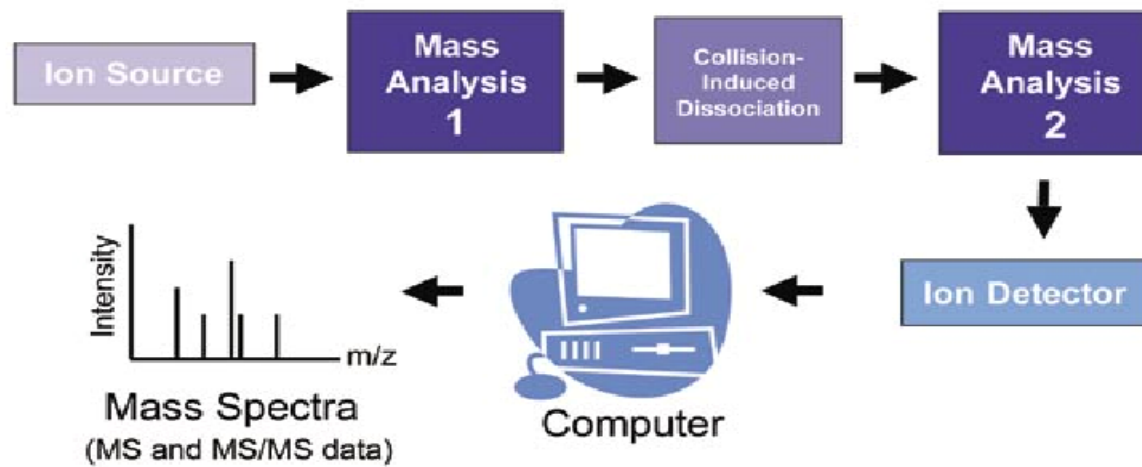 Ion Source
Mass
Analysis
1
Collision-
Induced
Dissociation
Mass
Analysis
2
Ion Detector
Computer
Intensity
m/z
Mass Spectra
(MS and MS/MS data)